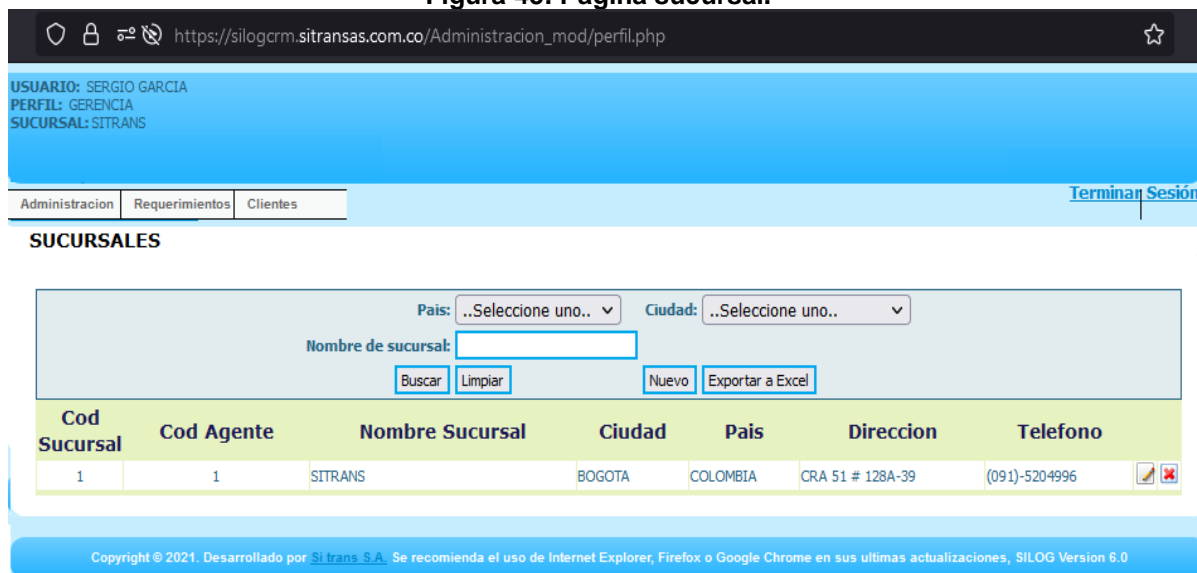 Figura 45. Página sucursal.
https://silogcrm.sitransas.com.co/Administracion_mod/perfil.php
USUARIO: SERGIO GARCIA
PERFIL: GERENCIA
SUCURSAL: SITRANS
Terminar Sesión
Administracion Requerimientos Clientes
SUCURSALES
Pais: ..Seleccione uno.. Ciudad: ..Seleccione uno..
Nombre de sucursal:
Buscar Limpiar Nuevo Exportar a Excel
Cod Sucursal Cod Agente Nombre Sucursal Ciudad Pais Direccion Telefono
1 1 SITRANS BOGOTA COLOMBIA CRA 51 # 128A-39 (091)-5204996
Copyright © 2021. Desarrollado por Si trans S.A. Se recomienda el uso de Internet Explorer, Firefox o Google Chrome en sus ultimas actualizaciones, SILOG Version 6.0